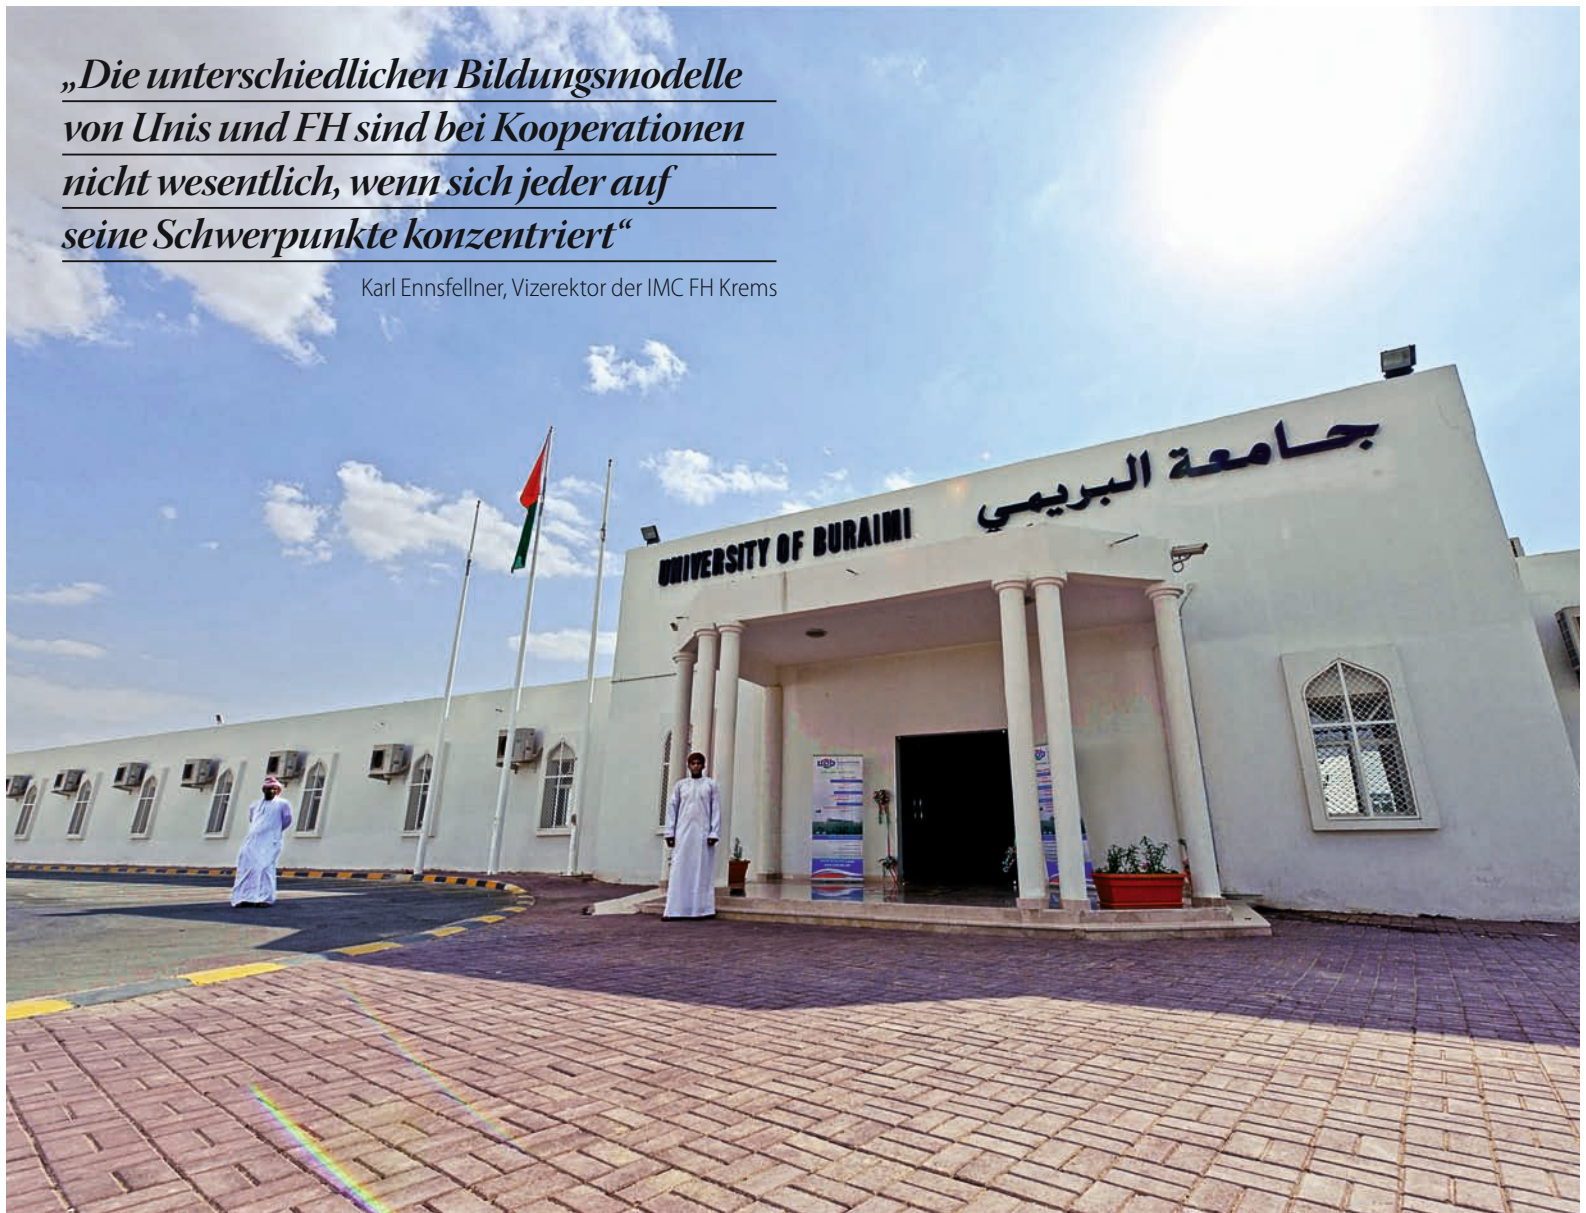 „Die unterschiedlichen Bildungsmodelle
von Unis und FH sind bei Kooperationen
nicht wesentlich, wenn sich jeder auf
seine Schwerpunkte konzentriert“
Karl Ennsfellner, Vizerektor der IMC FH Krems
جامعة البريمي
UNIVERSITY OF BURAIMI
uob